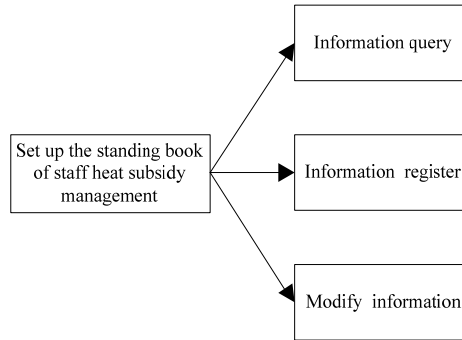 Information query
Set up the standing book
of staff heat subsidy
management
Information register
Modify information